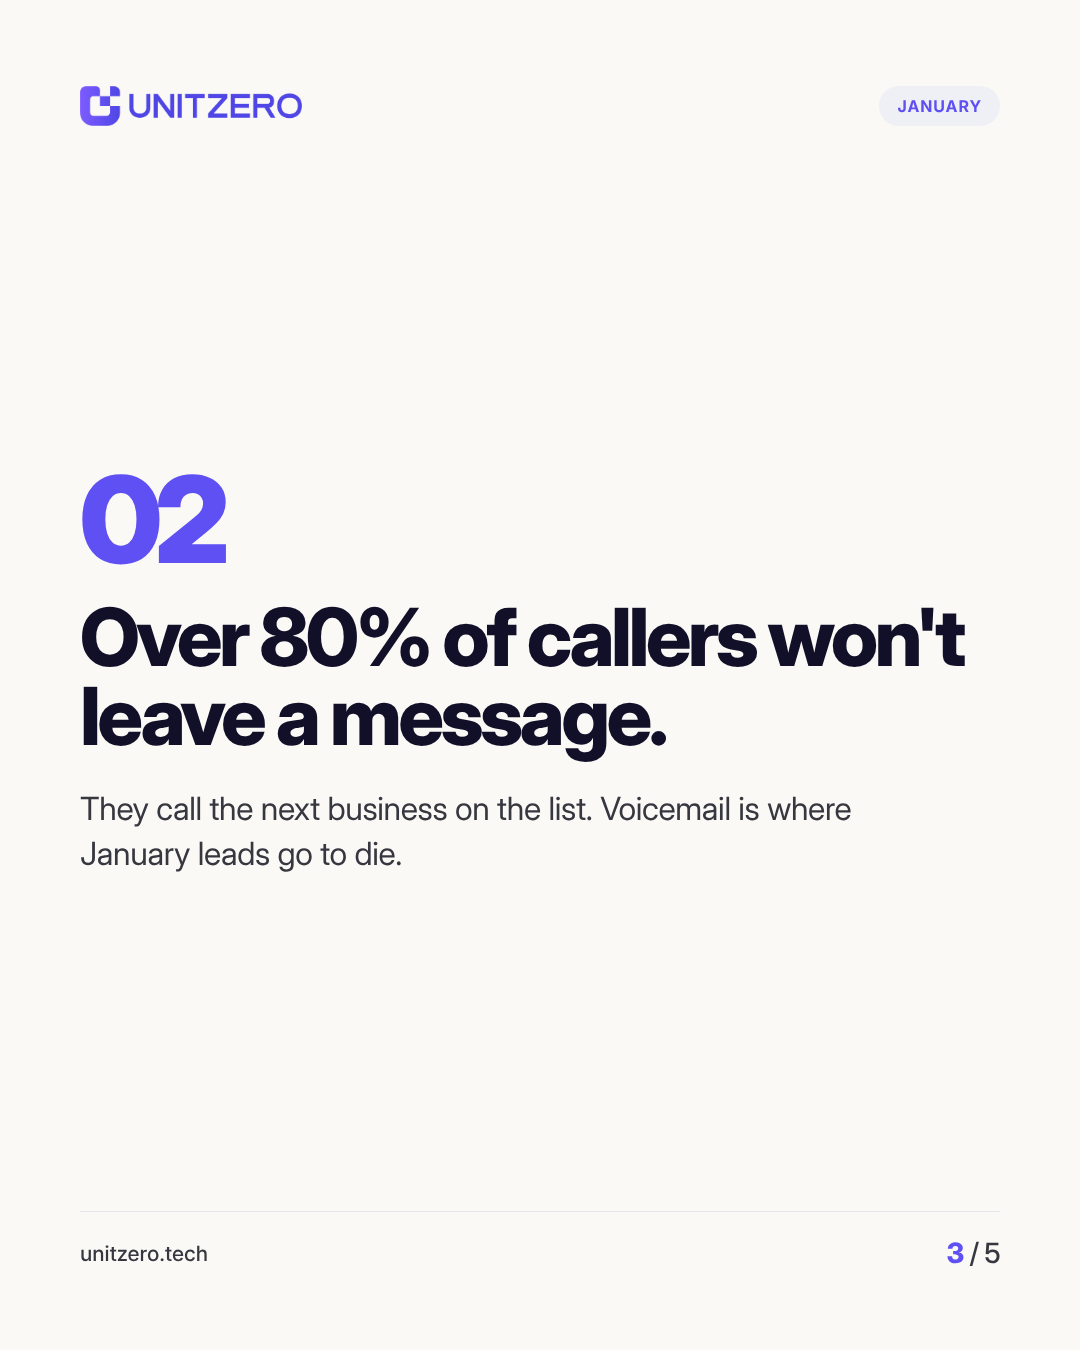 UNITZERO
JANUARY
02
Over 80% of callers won't
leave a message.
They call the next business on the list. Voicemail is where
January leads go to die.
unitzero.tech
3 / 5